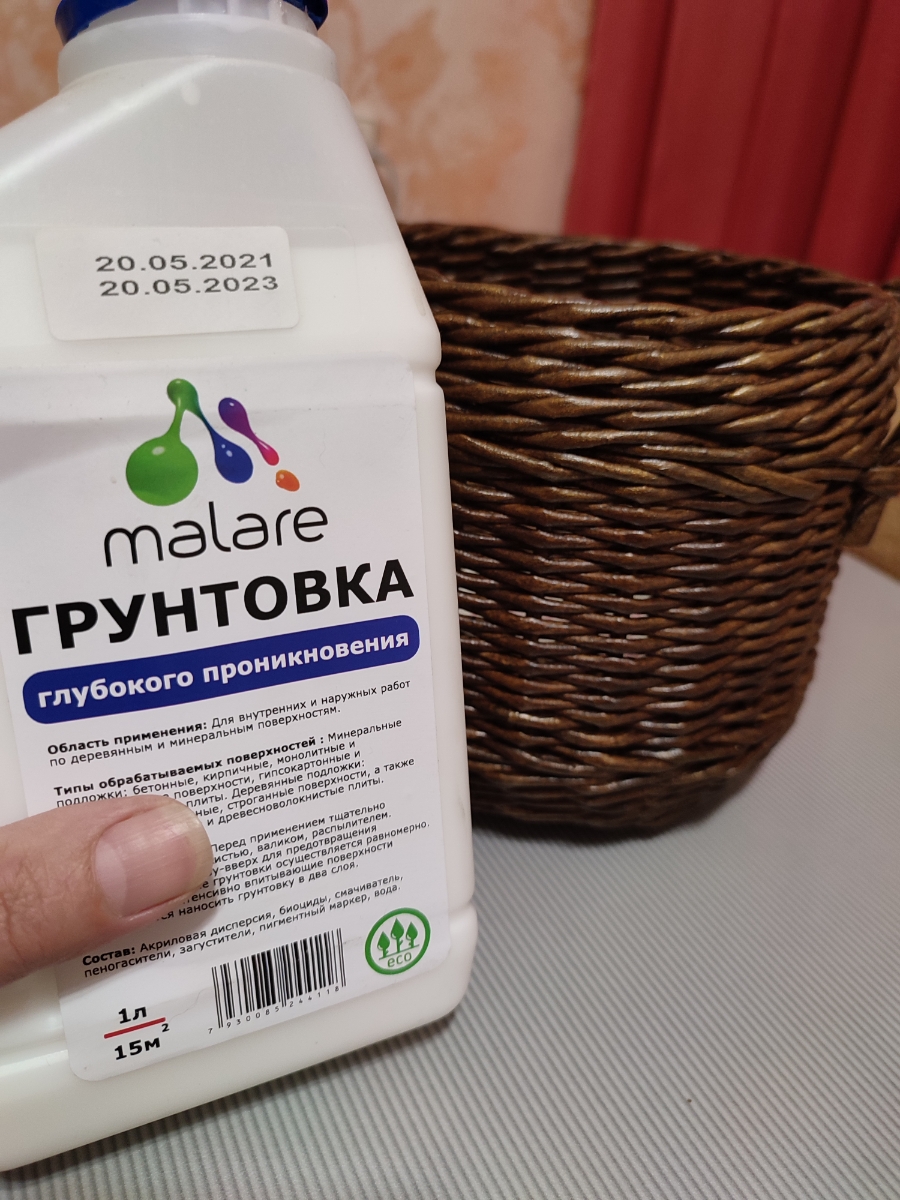 20.05.2021
20.05.2023
malare
ГРУНТОВКА
глубокого проникновения
Область применения: Для внутренних и наружных работ
по деревянным и минеральным поверхностям.
Типы обрабатываемых поверхностей : Минеральные
подложки: бетонные, кирпичные, монолитные и
поверхности, гипсокартонные и
плиты. Деревянные подложки:
строганные поверхности, а также
и древесноволокнистые плиты.
Перед применением тщательно
валиком, распылителем.
для предотвращения
грунтовки осуществляется равномерно.
впитывающие поверхности
наносить грунтовку в два слоя.
Состав: Акриловая дисперсия, биоциды, смачиватель,
пеногасители, загустители, пигментный маркер, вода.
eco
1л
15м2
7930085244118